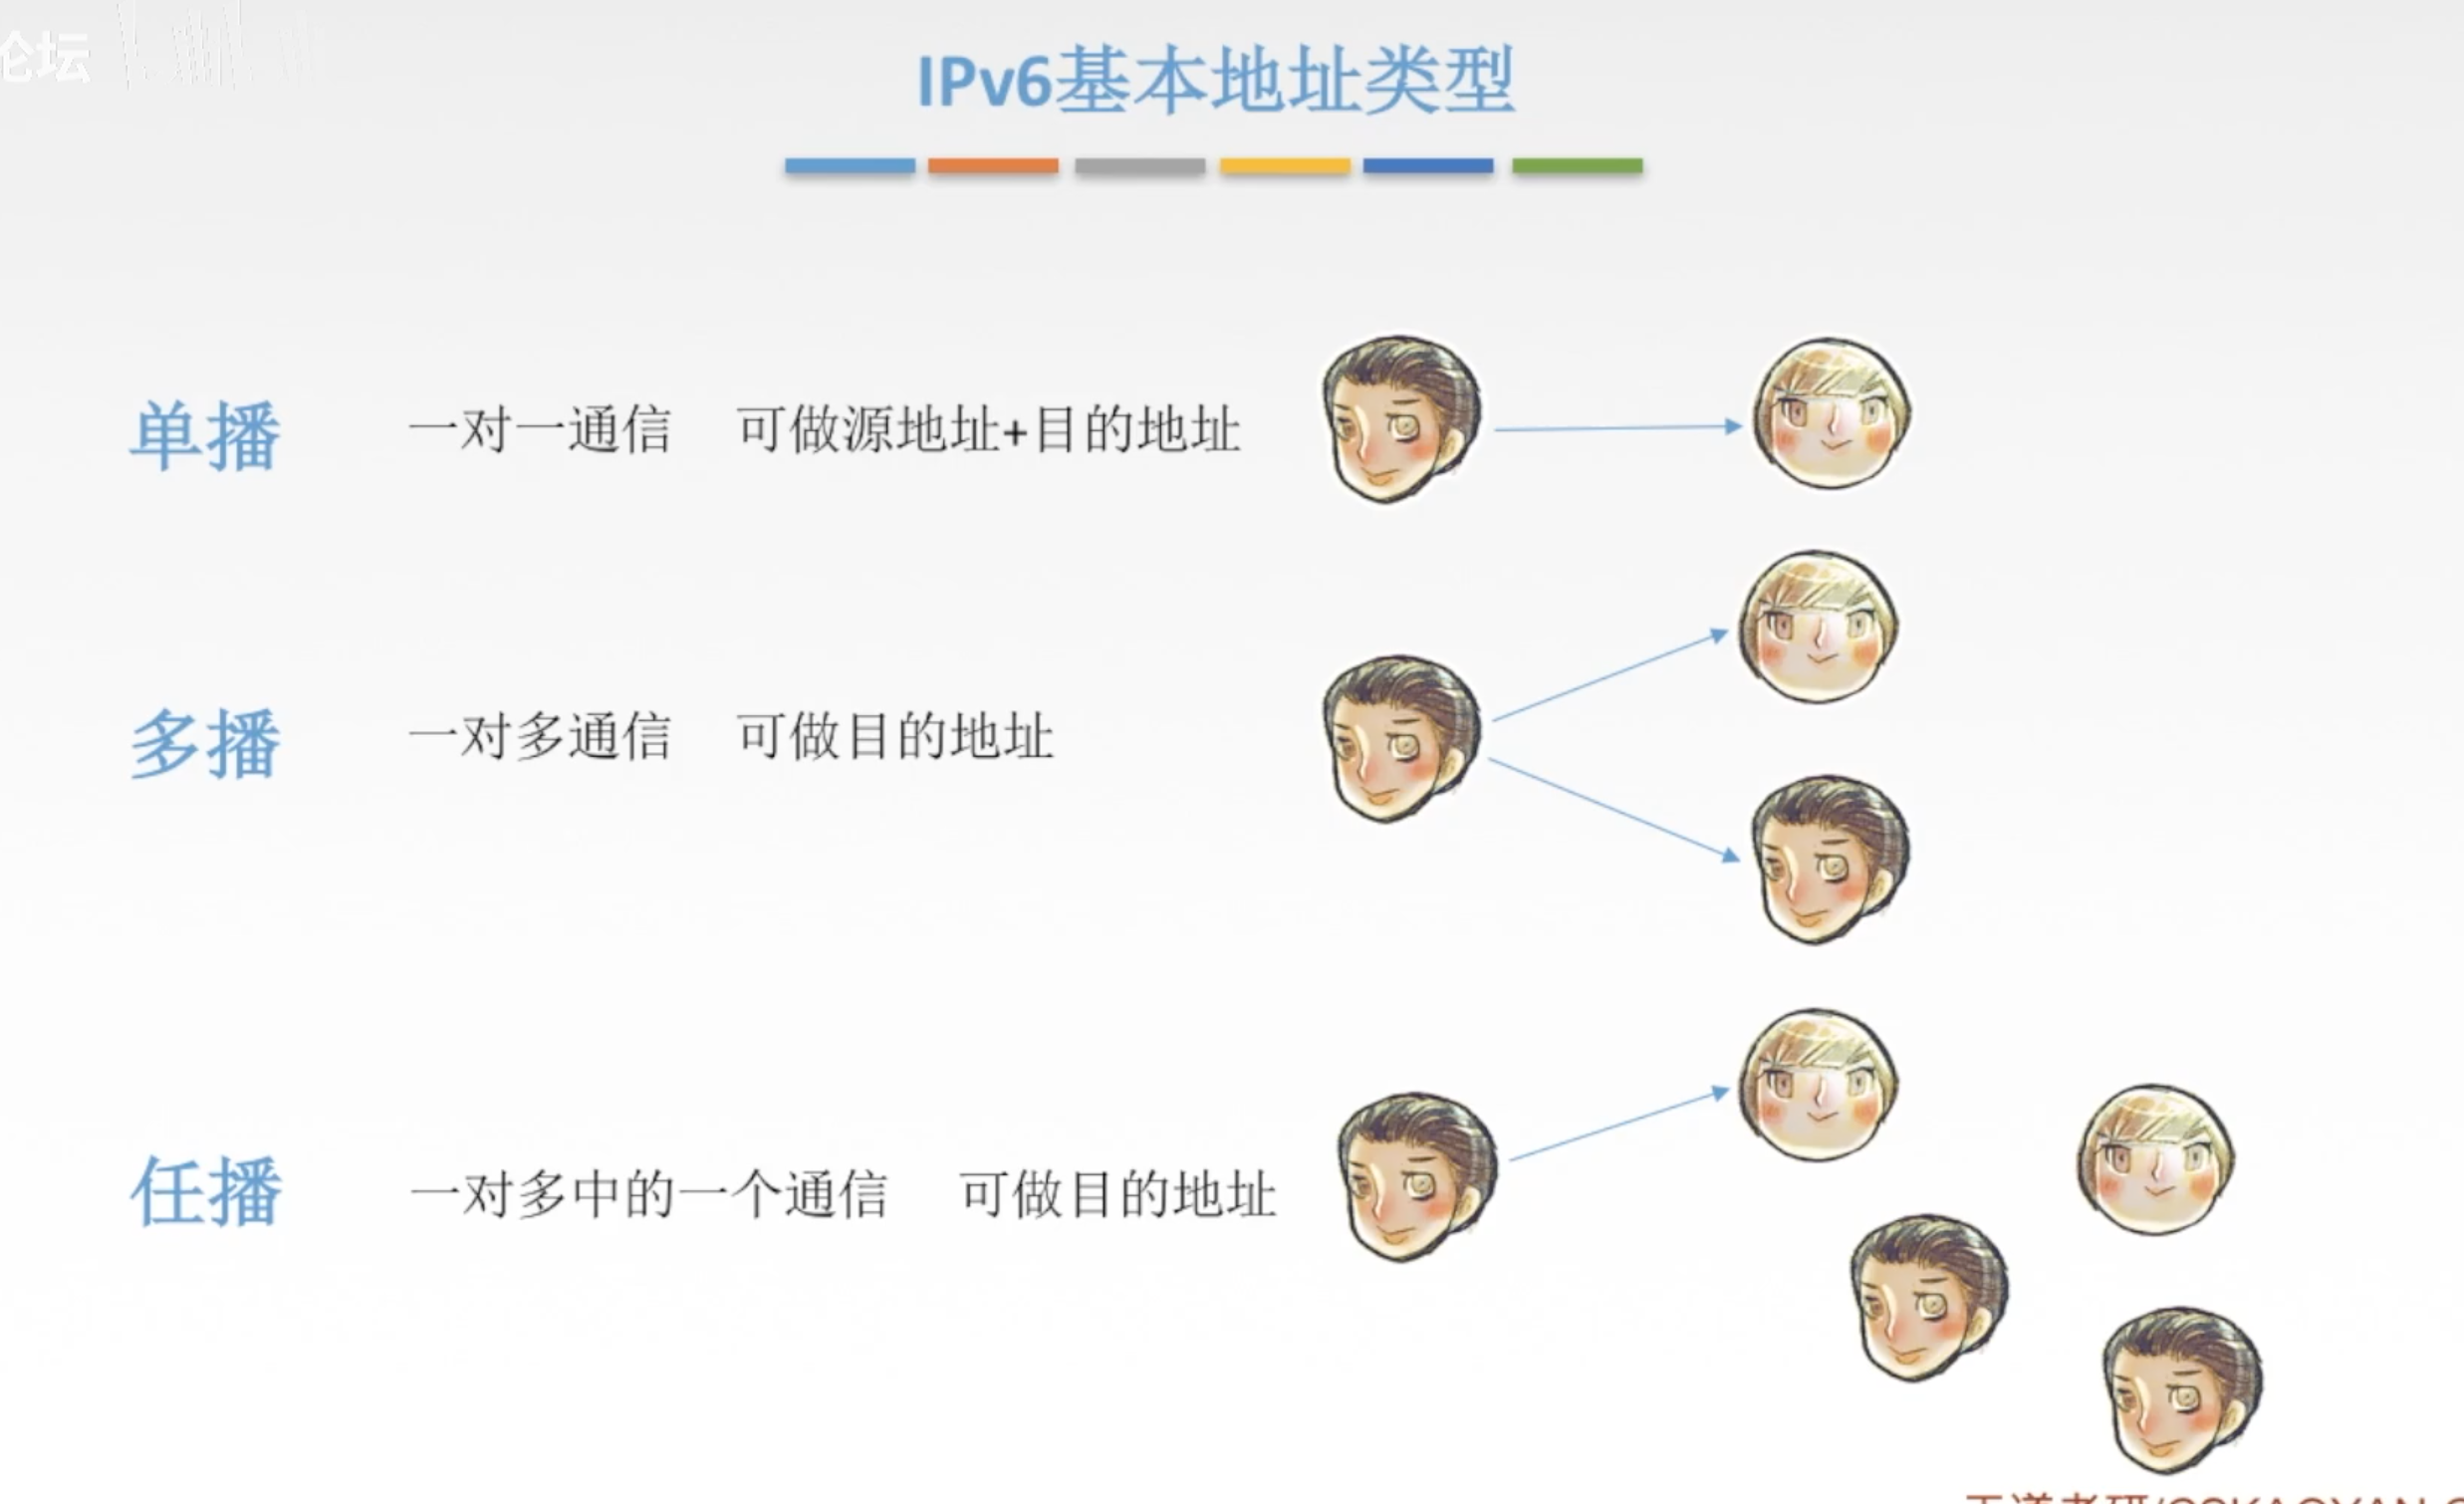 论坛
IPv6基本地址类型
单播 一对一通信 可做源地址+目的地址
多播 一对多通信 可做目的地址
任播 一对多中的一个通信 可做目的地址